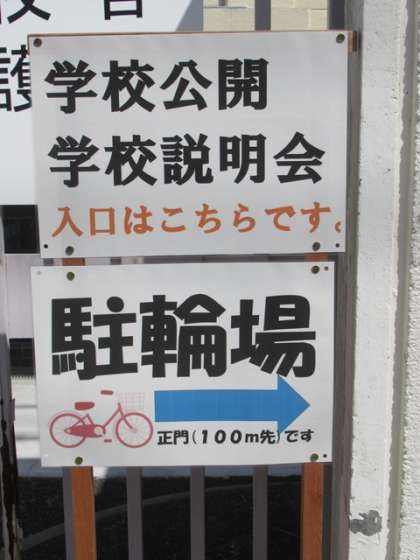 学校公開
学校説明会
入口はこちらです。
駐輪場
正門(100m先)です